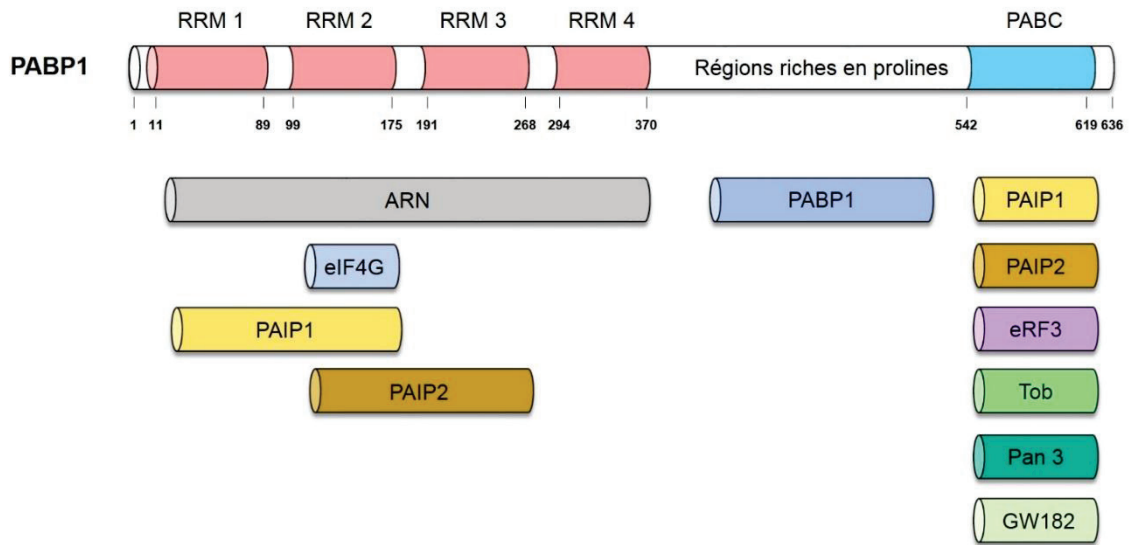 RRM 1 RRM 2 RRM 3 RRM 4 PABC
PABP1 Régions riches en prolines
1 11 89 99 175 191 268 294 370 542 619 636
ARN PABP1 PAIP1
eIF4G PAIP2
PAIP1 eRF3
PAIP2 Tob
Pan 3
GW182